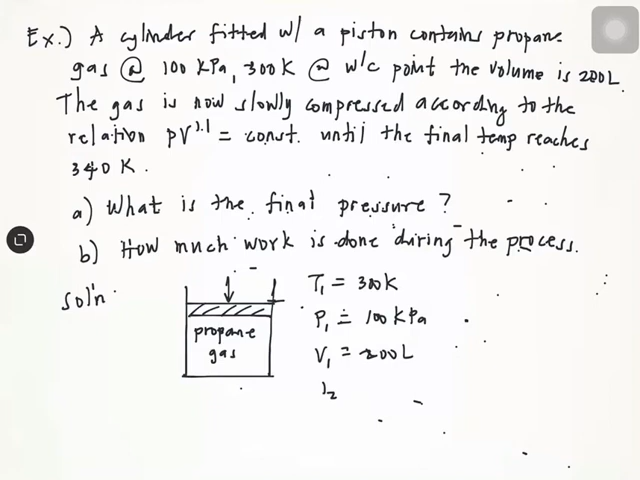 Ex.) A cylinder fitted w/ a piston contains propane
gas @ 100 kPa, 300K @ w/c point the volume is 200L.
The gas is now slowly compressed according to the
relation PV^1.1 = const. until the final temp reaches
340 K.
a) What is the final pressure?
b) How much work is done during the process.
sol'n
propane
gas
T₁ = 300K
P₁ = 100 kPa
V₁ = 200L